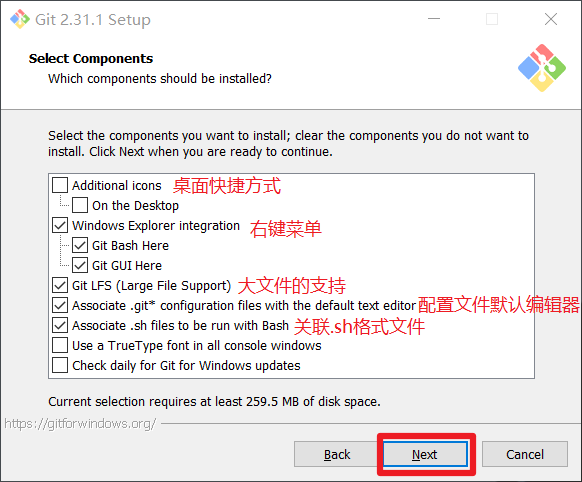 Git 2.31.1 Setup
Select Components
Which components should be installed?
Select the components you want to install; clear the components you do not want to
install. Click Next when you are ready to continue.
Additional icons 桌面快捷方式
On the Desktop
Windows Explorer integration 右键菜单
Git Bash Here
Git GUI Here
Git LFS (Large File Support) 大文件的支持
Associate .git* configuration files with the default text editor 配置文件默认编辑器
Associate .sh files to be run with Bash 关联.sh格式文件
Use a TrueType font in all console windows
Check daily for Git for Windows updates
Current selection requires at least 259.5 MB of disk space.
https://gitforwindows.org/
Back Next Cancel